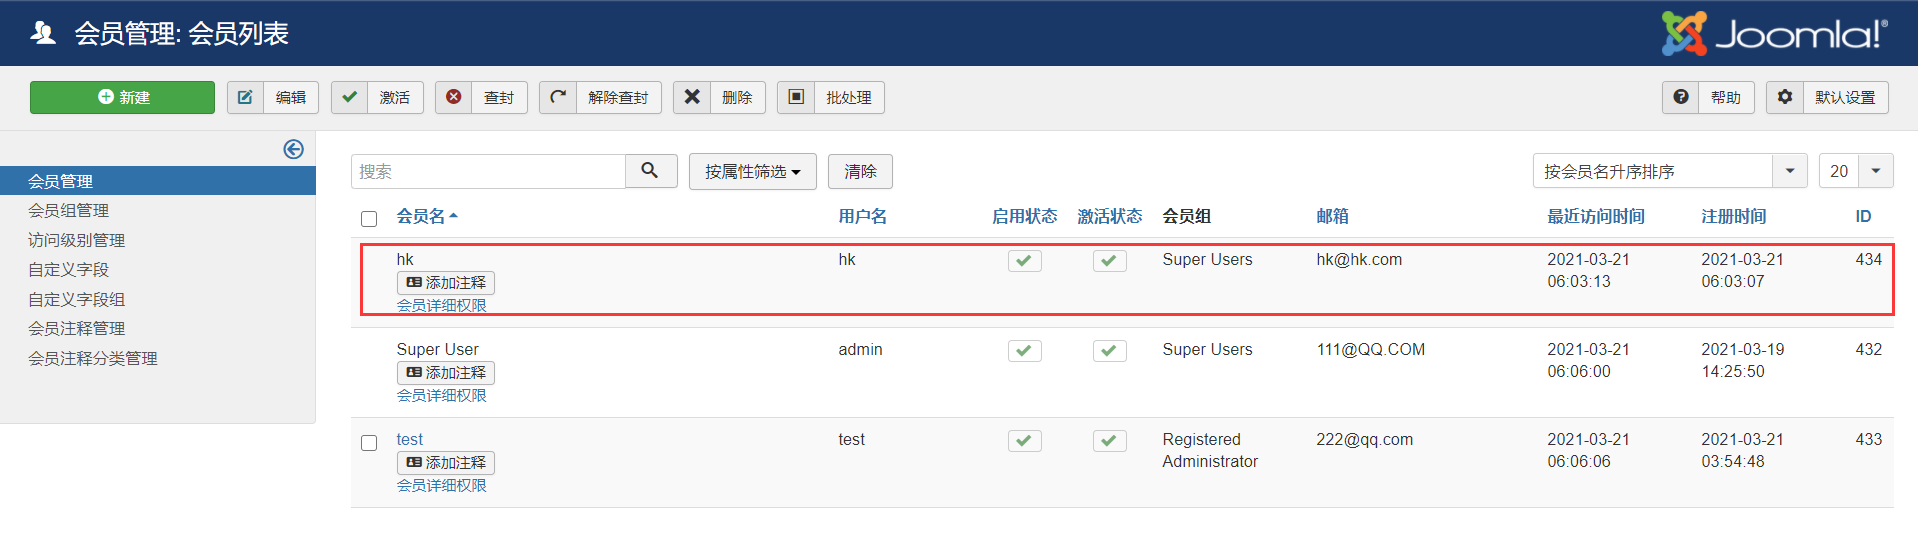 会员管理: 会员列表
Joomla!®
新建 编辑 激活 查封 解除查封 删除 批处理 帮助 默认设置
会员管理
会员组管理
访问级别管理
自定义字段
自定义字段组
会员注释管理
会员注释分类管理
搜索 按属性筛选 清除 按会员名升序排序 20
会员名 用户名 启用状态 激活状态 会员组 邮箱 最近访问时间 注册时间 ID
hk hk Super Users hk@hk.com 2021-03-21 2021-03-21 434
添加注释 06:03:13 06:03:07
会员详细权限
Super User admin Super Users 111@QQ.COM 2021-03-21 2021-03-19 432
添加注释 06:06:00 14:25:50
会员详细权限
test test Registered 222@qq.com 2021-03-21 2021-03-21 433
添加注释 Administrator 06:06:06 03:54:48
会员详细权限